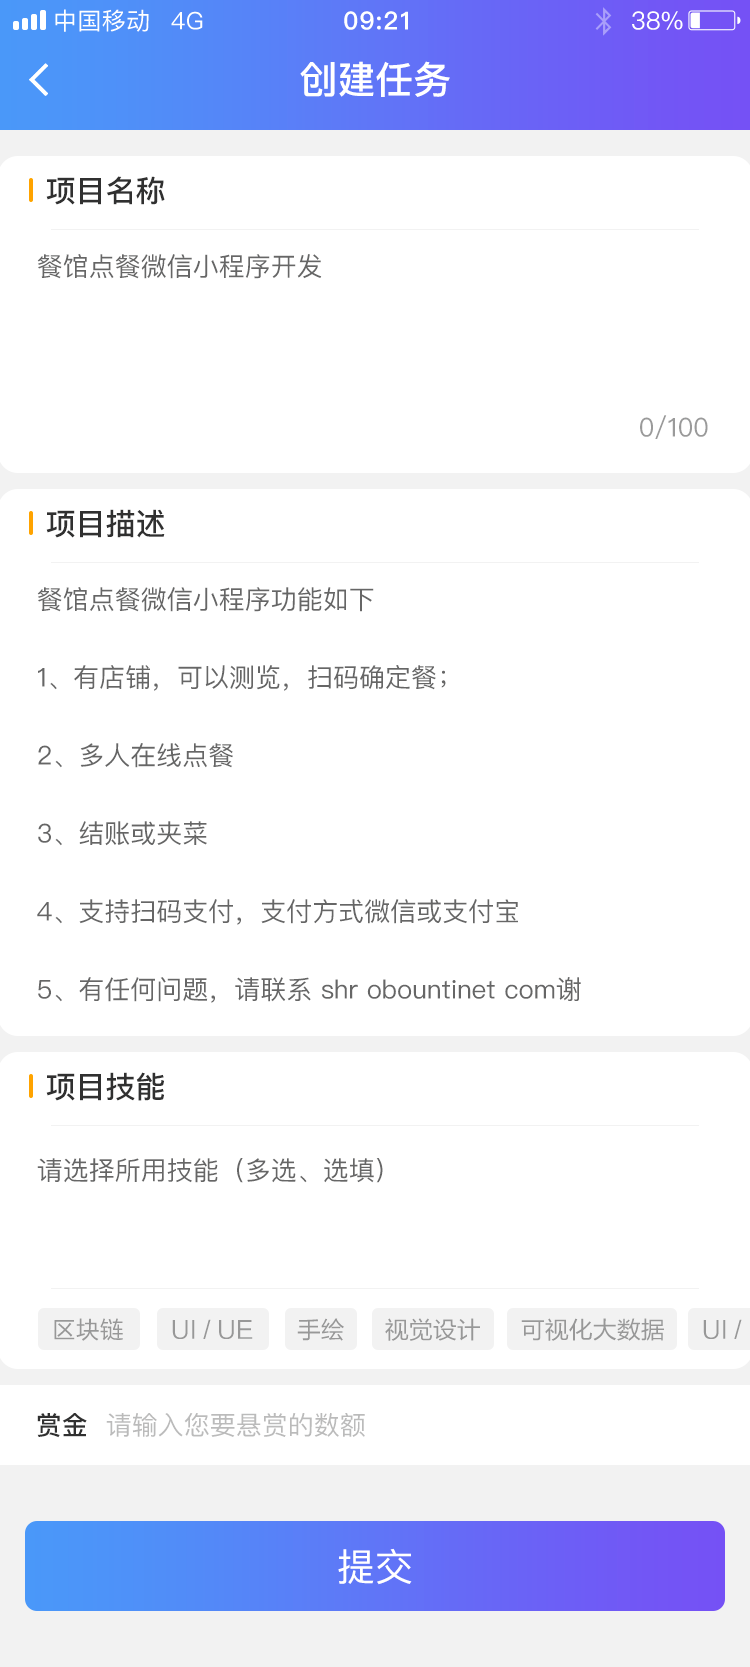 中国移动 4G 09:21 38%
创建任务
项目名称
餐馆点餐微信小程序开发
0/100
项目描述
餐馆点餐微信小程序功能如下
1、有店铺，可以测览，扫码确定餐；
2、多人在线点餐
3、结账或夹菜
4、支持扫码支付，支付方式微信或支付宝
5、有任何问题，请联系 shr obountinet com谢
项目技能
请选择所用技能（多选、选填）
区块链 UI / UE 手绘 视觉设计 可视化大数据 UI /
赏金 请输入您要悬赏的数额
提交